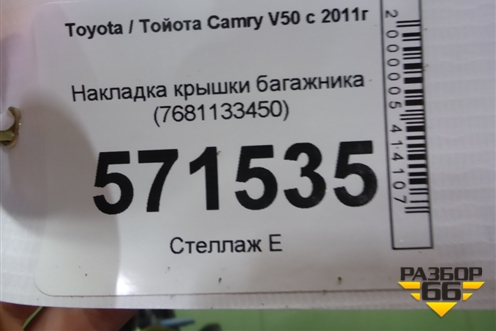 Toyota / Тойота Camry V50 с 2011г
Накладка крышки багажника
(7681133450)
571535
Стеллаж Е
2000005414107
РАЗБОР
66